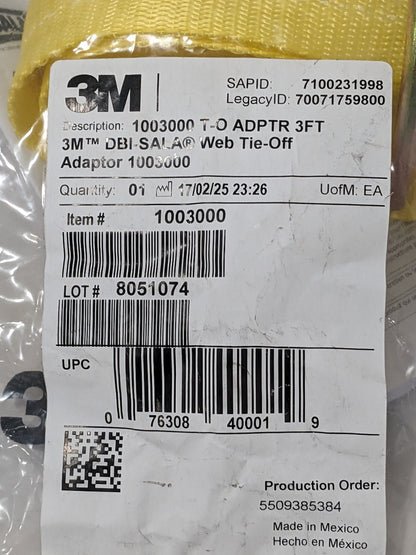 3M
SAPID: 7100231998
LegacyID: 70071759800
Description: 1003000 T-O ADPTR 3FT
3M™ DBI-SALA® Web Tie-Off
Adaptor 1003000
Quantity: 01 17/02/25 23:26 UofM: EA
Item # 1003000
LOT # 8051074
UPC
0 76308 40001 9
Production Order:
5509385384
Made in Mexico
Hecho en México